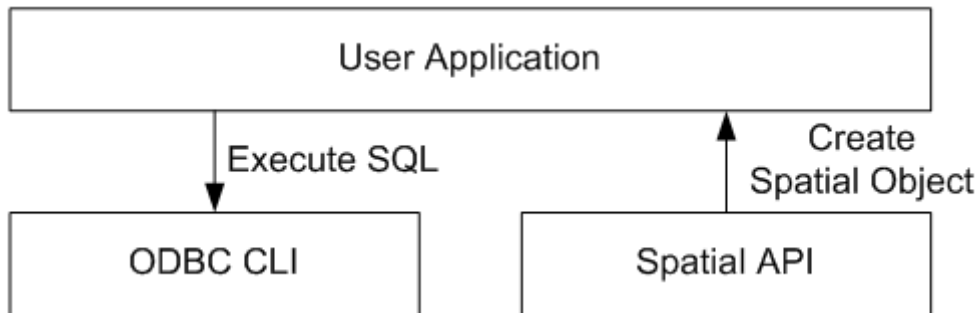 User Application
Execute SQL
Create
Spatial Object
ODBC CLI
Spatial API